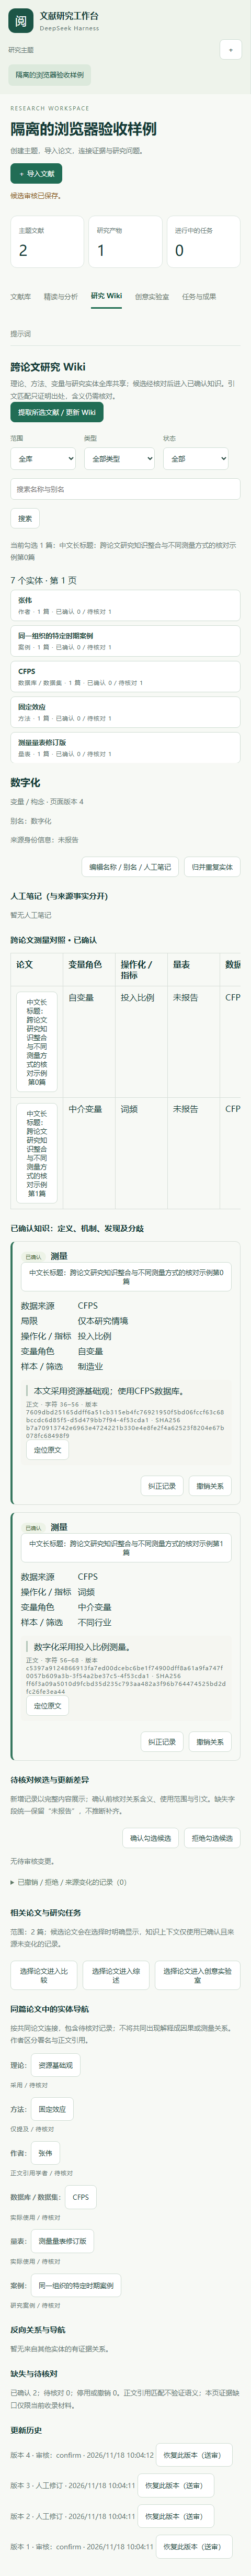 阅
文献研究工作台
DeepSeek Harness
研究主题
+
隔离的浏览器验收样例
RESEARCH WORKSPACE
隔离的浏览器验收样例
创建主题，导入论文，连接证据与研究问题。
+ 导入文献
候选审核已保存。
主题文献
2
研究产物
1
进行中的任务
0
文献库
精读与分析
研究 Wiki
创意实验室
任务与成果
提示词
跨论文研究 Wiki
理论、方法、变量与研究实体全库共享；候选经核对后进入已确认知识。引
文匹配只证明出处，含义仍需核对。
提取所选文献 / 更新 Wiki
范围
类型
状态
全库
全部类型
全部
搜索名称与别名
搜索
当前勾选 1 篇：中文长标题：跨论文研究知识整合与不同测量方式的核对示
例第0篇
7 个实体 · 第 1 页
张伟
作者 · 1 篇 · 已确认 0 / 待核对 1
同一组织的特定时期案例
案例 · 1 篇 · 已确认 0 / 待核对 1
CFPS
数据库 / 数据集 · 1 篇 · 已确认 0 / 待核对 1
固定效应
方法 · 1 篇 · 已确认 0 / 待核对 1
测量量表修订版
量表 · 1 篇 · 已确认 0 / 待核对 1
数字化
变量 / 构念 · 页面版本 4
别名：数字化
来源身份信息：未报告
编辑名称 / 别名 / 人工笔记
归并重复实体
人工笔记（与来源事实分开）
暂无人工笔记
跨论文测量对照 • 已确认
论文
变量角色
操作化 /
指标
量表
数据
中文长
标题：
跨论文
研究知
识整合
与不同
测量方
式的核
对示例
第0篇
自变量
投入比例
未报告
CFP
中文长
标题：
跨论文
研究知
识整合
与不同
测量方
式的核
对示例
第1篇
中介变量
词频
未报告
CFP
已确认知识：定义、机制、发现及分歧
已确认 测量
中文长标题：跨论文研究知识整合与不同测量方式的核对示例第0
篇
数据来源 CFPS
局限 仅本研究情境
操作化 / 指标 投入比例
变量角色 自变量
样本 / 筛选 制造业
本文采用资源基础观；使用CFPS数据库。
正文 · 字符 36–56 · 版本
定位原文
纠正记录
撤销关系
已确认 测量
中文长标题：跨论文研究知识整合与不同测量方式的核对示例第1
篇
数据来源 CFPS
操作化 / 指标 词频
变量角色 中介变量
样本 / 筛选 不同行业
数字化采用投入比例测量。
正文 · 字符 56–68 · 版本
定位原文
纠正记录
撤销关系
待核对候选与更新差异
新增记录以完整内容展示；确认前核对关系含义、使用范围与引文。缺失字
段统一保留“未报告”，不推断补齐。
确认勾选候选
拒绝勾选候选
无待审核变更。
▶ 已撤销 / 拒绝 / 来源变化的记录（0）
相关论文与研究任务
范围：2 篇；候选论文会在选择时明确显示，知识上下文仅使用已确认且来
源未变化的记录。
选择论文进入比
较
选择论文进入综
述
选择论文进入创意实验
室
同篇论文中的实体导航
按共同论文连接，包含待核对记录；不将共同出现解释成因果或测量关系。
作者区分署名与正文引用。
理论： 资源基础观
采用 / 待核对
方法： 固定效应
仅提及 / 待核对
作者： 张伟
正文引用学者 / 待核对
数据库 / 数据集： CFPS
实际使用 / 待核对
量表： 测量量表修订版
实际使用 / 待核对
案例： 同一组织的特定时期案例
研究案例 / 待核对
反向关系与导航
暂无来自其他实体的有证据关系。
缺失与待核对
已确认 2；待核对 0；停用或撤销 0。正文引用匹配不验证语义；本页证据缺
口仅限当前收录材料。
更新历史
版本 4 · 审核：confirm · 2026/11/18 10:04:12 恢复此版本（送审）
版本 3 · 人工修订 · 2026/11/18 10:04:11 恢复此版本（送审）
版本 2 · 人工修订 · 2026/11/18 10:04:11 恢复此版本（送审）
版本 1 · 审核：confirm · 2026/11/18 10:04:11 恢复此版本（送审）